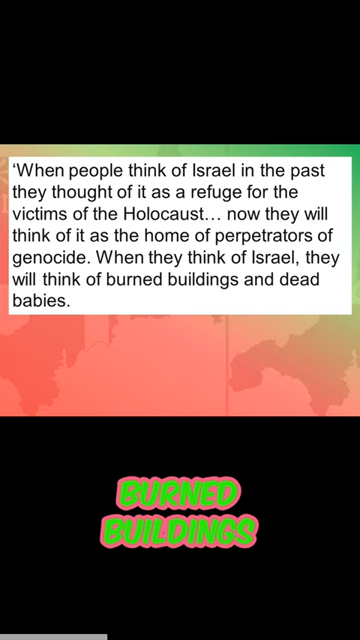 ‘When people think of Israel in the past
they thought of it as a refuge for the
victims of the Holocaust… now they will
think of it as the home of perpetrators of
genocide. When they think of Israel, they
will think of burned buildings and dead
babies.
BURNED
BUILDINGS